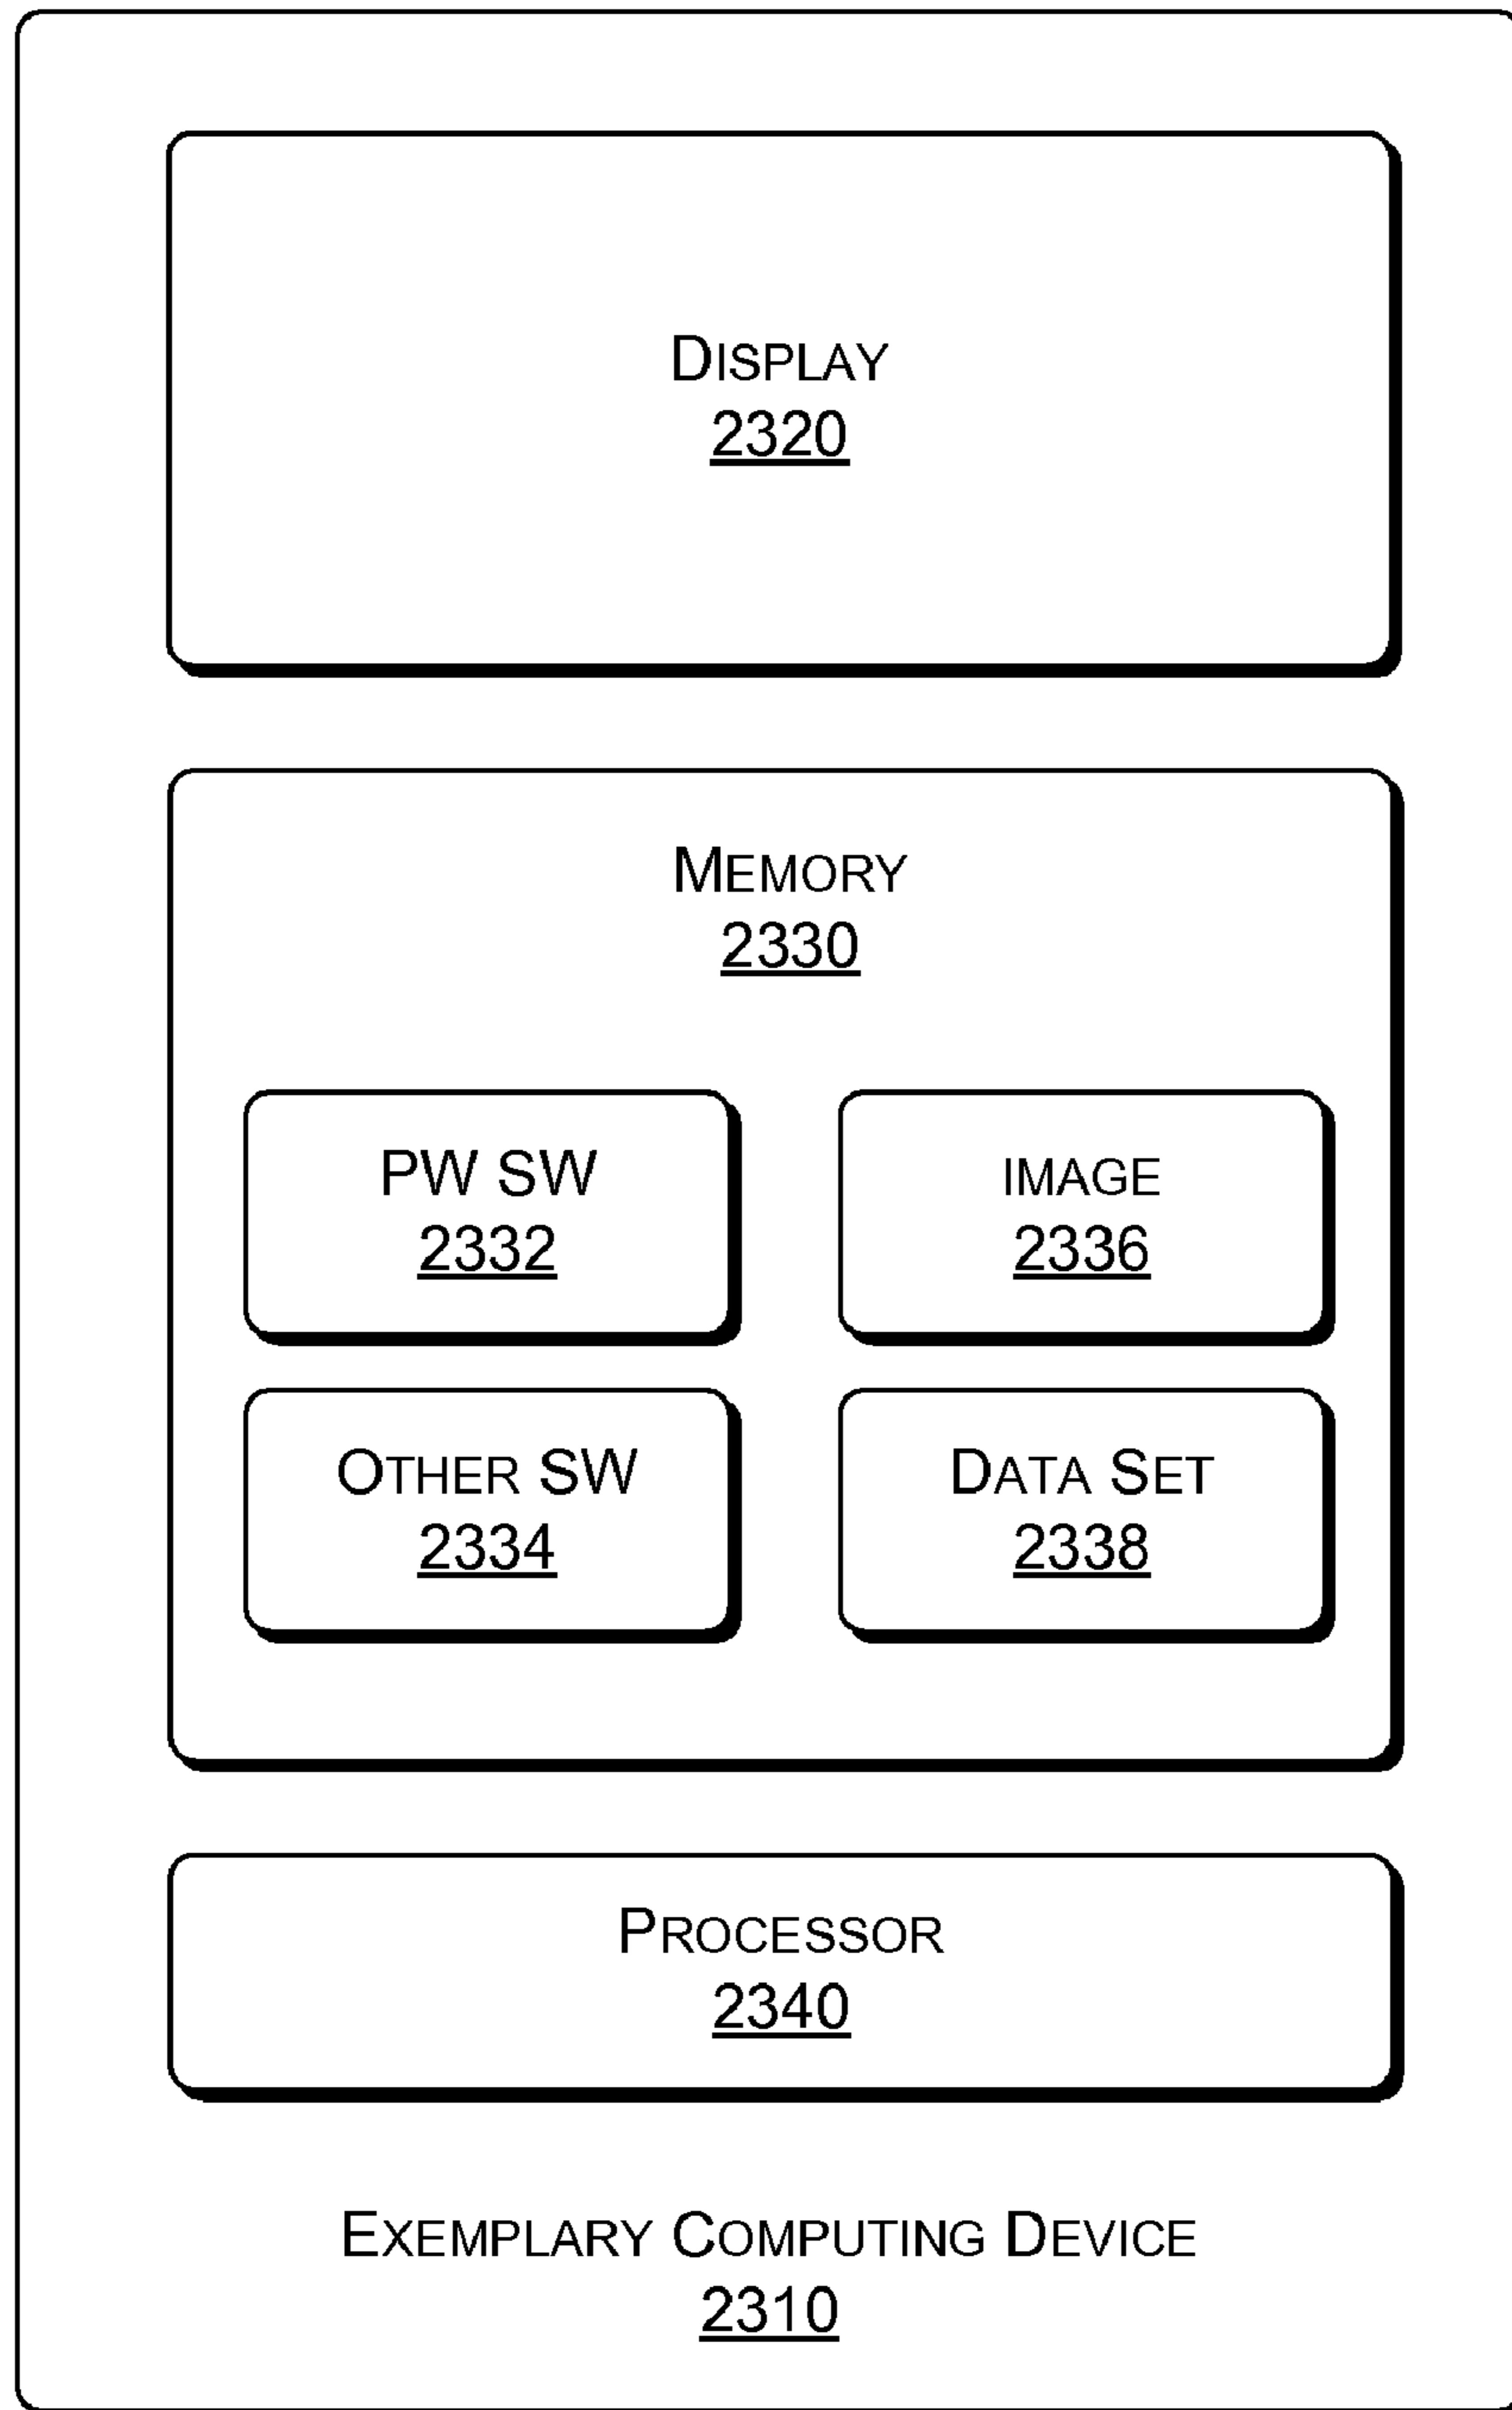 Display
2320
Memory
2330
PW SW
2332
image
2336
Other SW
2334
Data Set
2338
Processor
2340
Exemplary Computing Device
2310